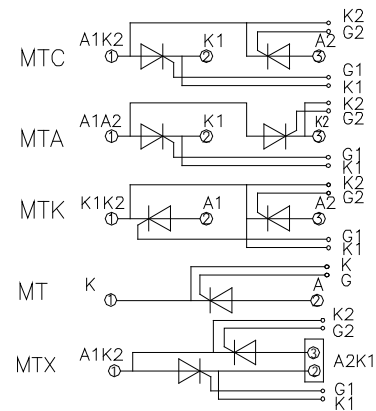 K2
G2
MTC A1K2 K1 A2
1 2 3
G1
K1
K2
G2
MTA A1A2 K1 K2
1 2 3
G1
K1
K2
G2
MTK K1K2 A1 A2
1 2 3
G1
K1
K
G
MT K A
1 2
K2
G2
3
MTX A1K2 A2K1
1 2
G1
K1